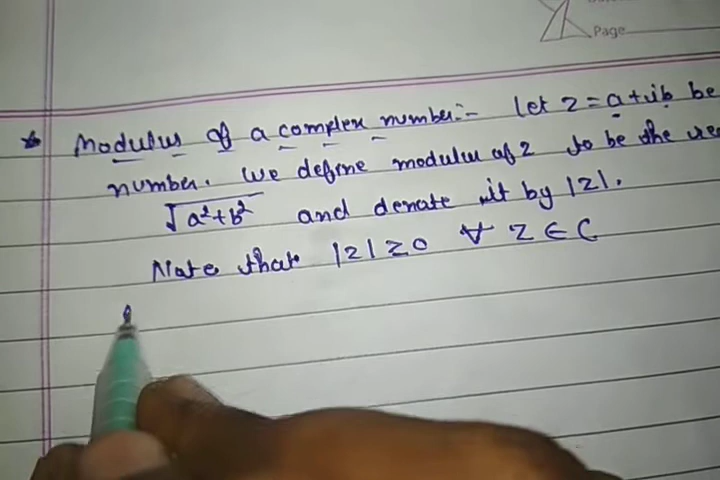 Page
* Modulus of a complex number:- Let z = a+ib be
number. We define modulus of z to be the rea
√a²+b² and denote it by |z|.
Note that |z| ≥ 0 ∀ z ∈ C